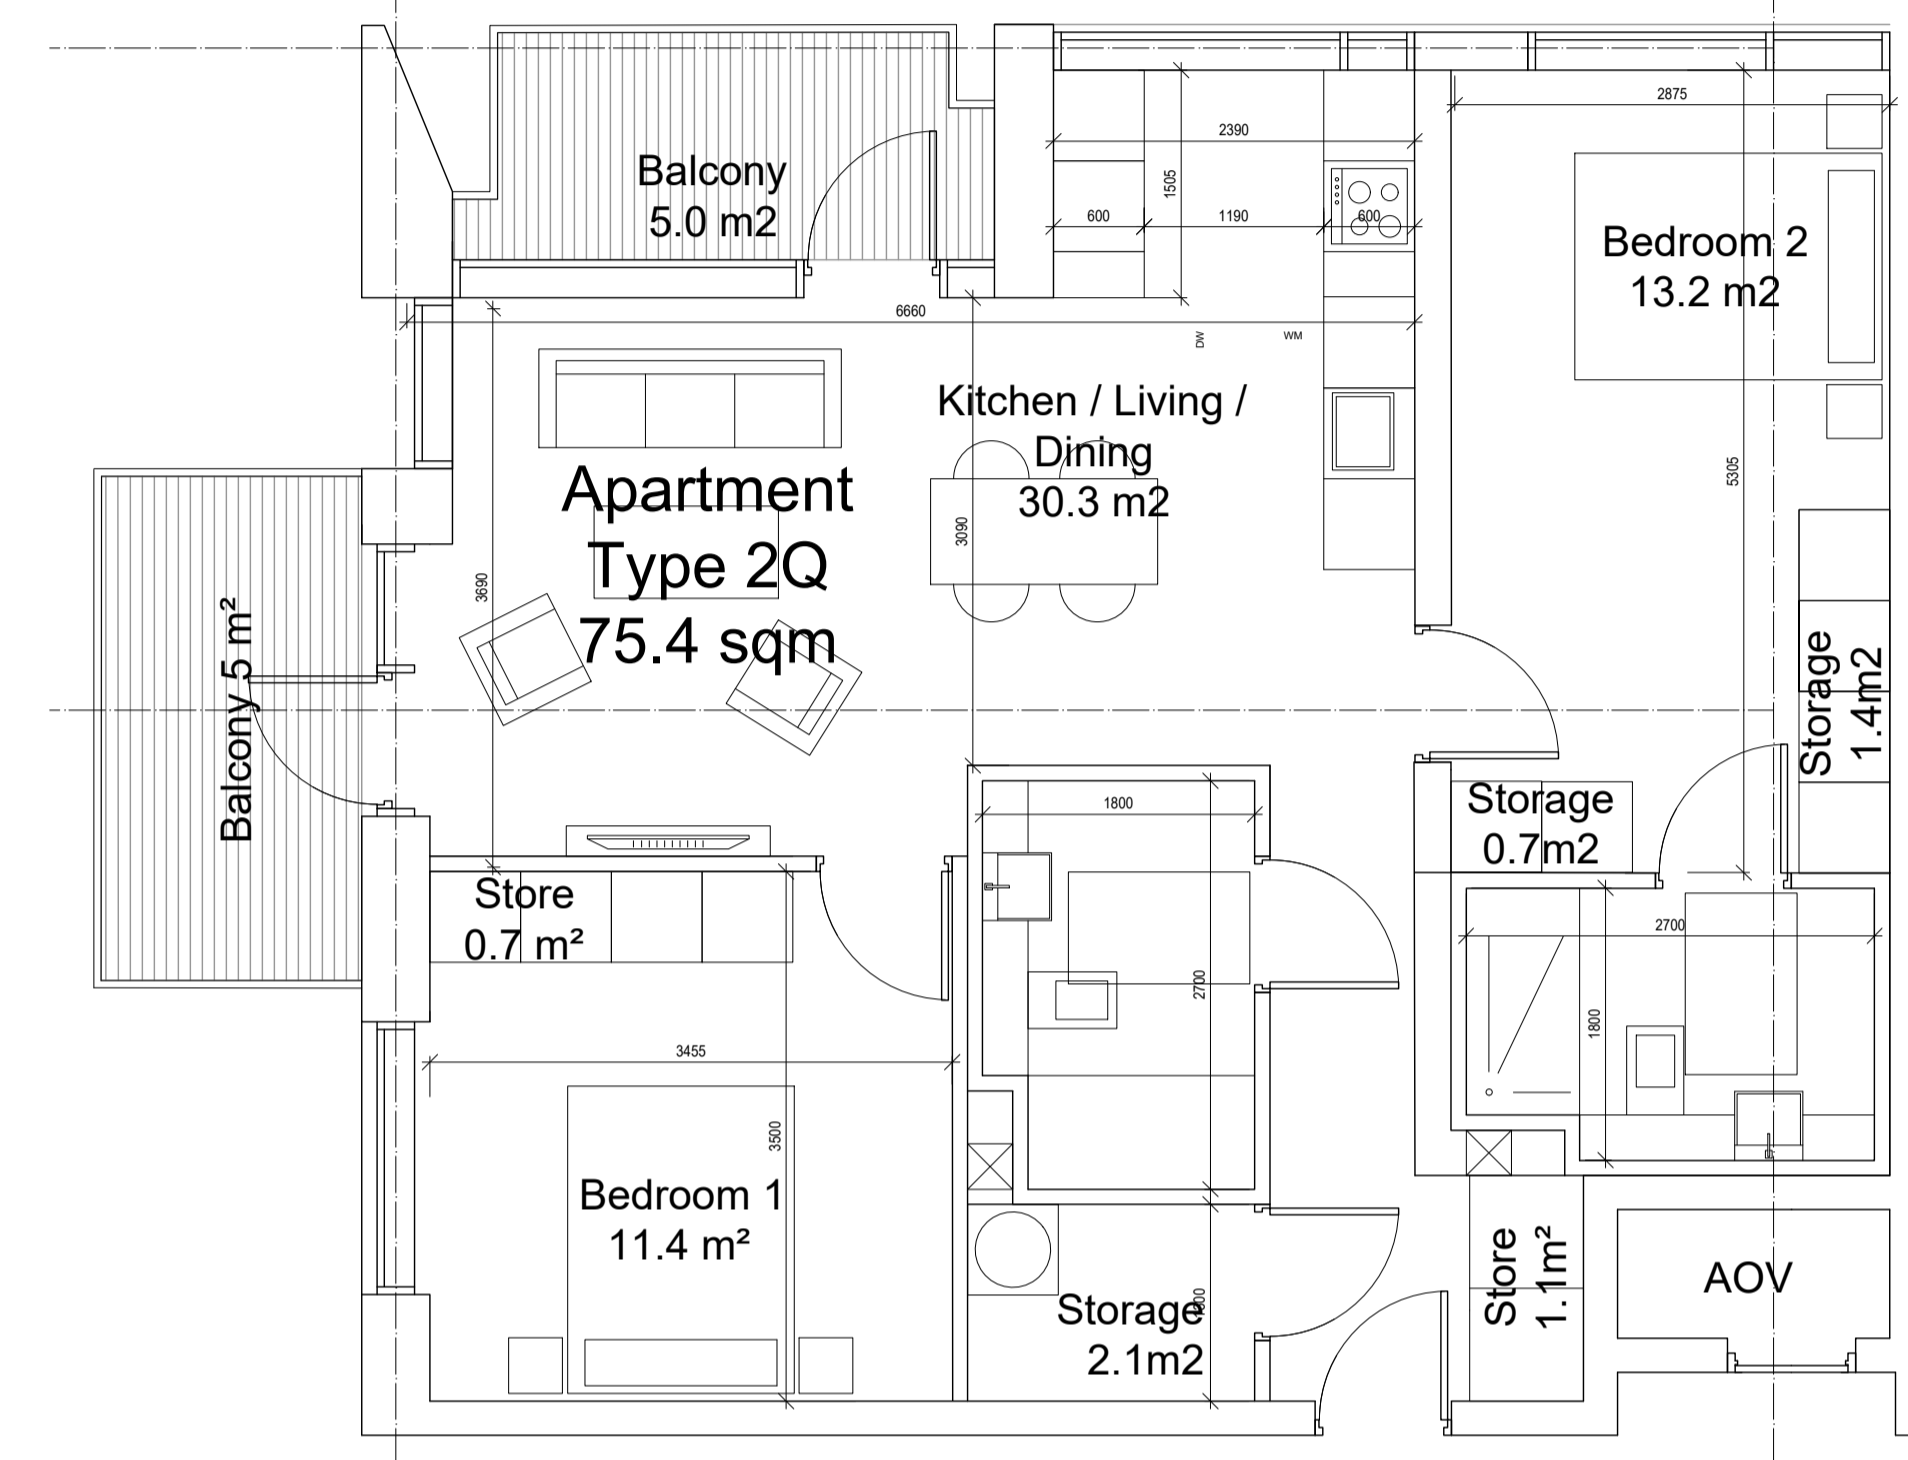 2875
2390
Balcony
5.0 m2
1505
600
1190
600
Bedroom 2
13.2 m2
6660
DW
WM
Kitchen / Living /
Dining
30.3 m2
5305
Apartment
Type 2Q
75.4 sqm
3090
3690
Balcony 5 m²
Storage
1.4m2
1800
Storage
0.7m2
Store
0.7 m²
2700
2700
1800
3455
3500
Bedroom 1
11.4 m²
Store
1.1m²
AOV
Storage
2.1m2